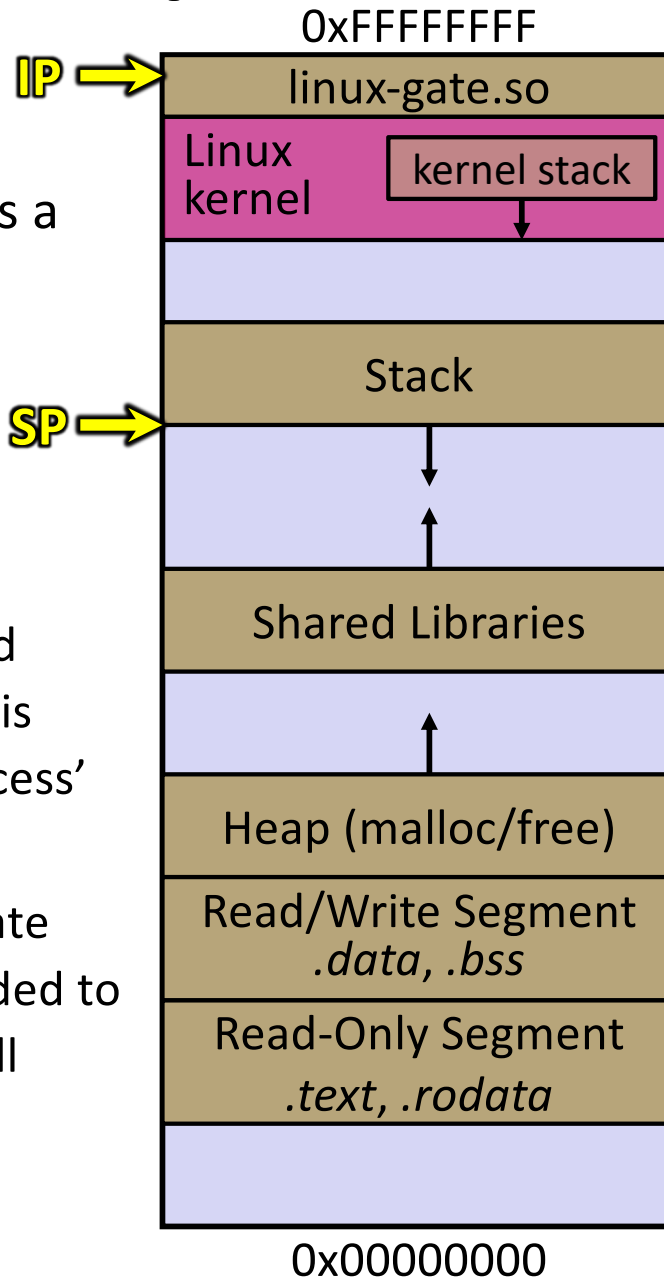 0xFFFFFFFF
IP
linux-gate.so
Linux
kernel
kernel stack
s a
Stack
SP
Shared Libraries
d
is
cess’
Heap (malloc/free)
Read/Write Segment
.data, .bss
ate
ded to
Read-Only Segment
ll
.text, .rodata
0x00000000